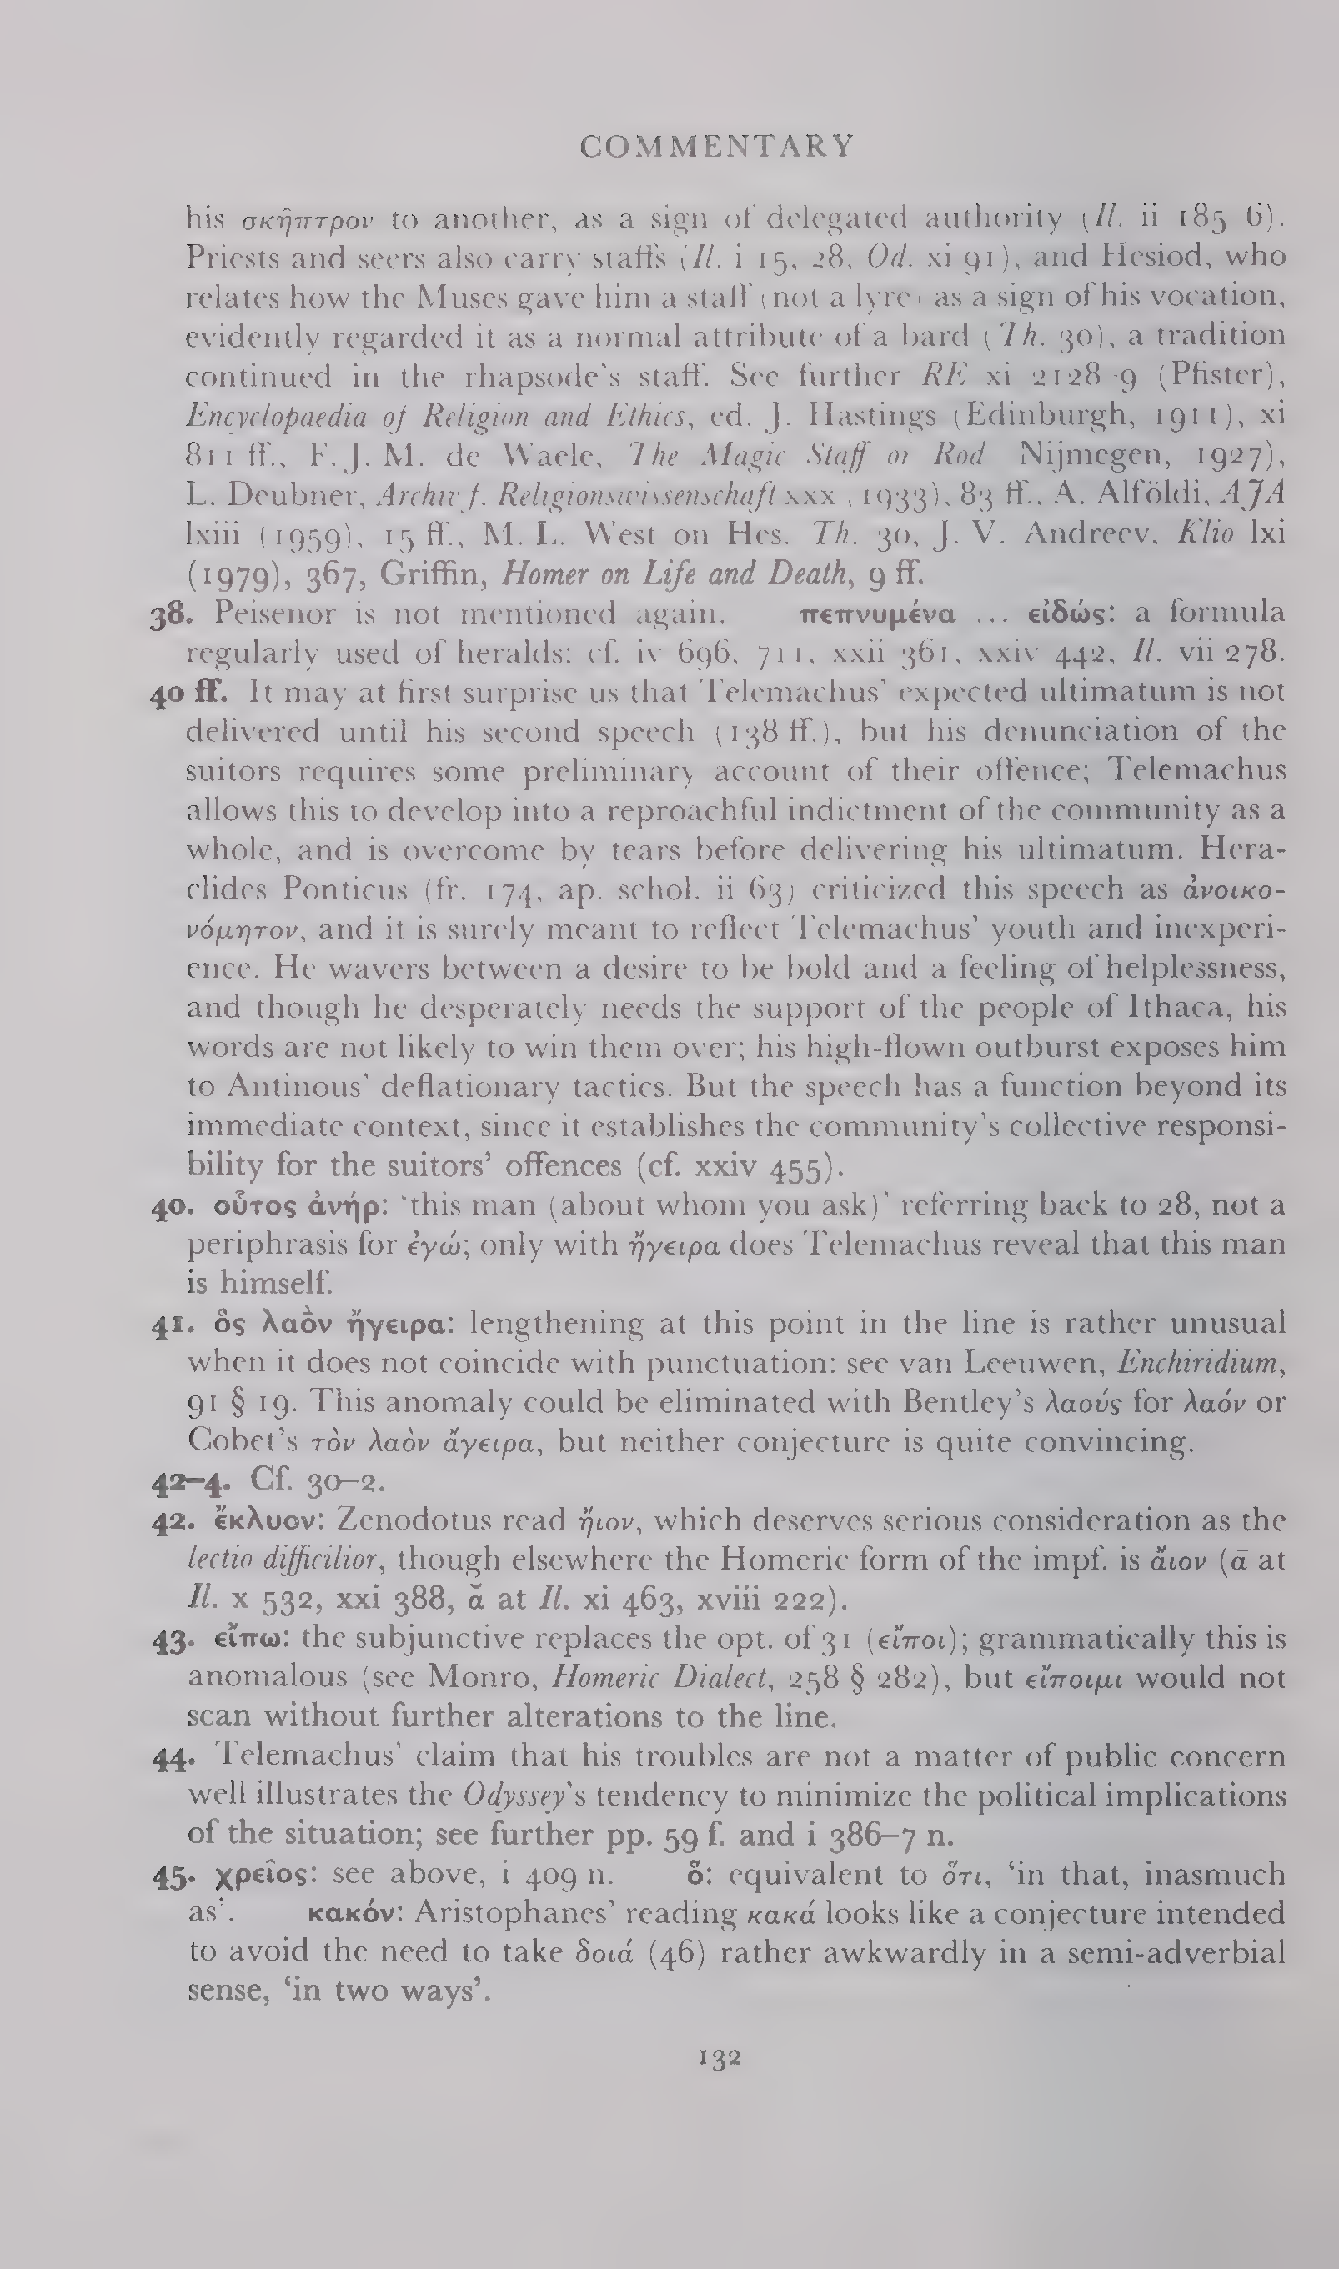 COMMENTARY
his σκῆπτρον to another, as a sign of delegated authority (Il. ii 185–6).
Priests and seers also carry staffs (Il. i 15, 28, Od. xi 91), and Hesiod, who
relates how the Muses gave him a staff (not a lyre) as a sign of his vocation,
evidently regarded it as a normal attribute of a bard (Th. 30), a tradition
continued in the rhapsode's staff. See further RE xi 2128–9 (Pfister),
Encyclopaedia of Religion and Ethics, ed. J. Hastings (Edinburgh, 1911), xi
811 ff., F. J. M. de Waele, The Magic Staff or Rod (Nijmegen, 1927),
L. Deubner, Archiv f. Religionswissenschaft xxx (1933), 83 ff., A. Alföldi, AJA
lxiii (1959), 15 ff., M. L. West on Hes. Th. 30, J. V. Andreev, Klio lxi
(1979), 367, Griffin, Homer on Life and Death, 9 ff.
38. Peisenor is not mentioned again. πεπνυμένα ... εἰδώς: a formula
regularly used of heralds: cf. iv 696, 711, xxii 361, xxiv 442, Il. vii 278.
40 ff. It may at first surprise us that Telemachus' expected ultimatum is not
delivered until his second speech (138 ff.), but his denunciation of the
suitors requires some preliminary account of their offence; Telemachus
allows this to develop into a reproachful indictment of the community as a
whole, and is overcome by tears before delivering his ultimatum. Hera-
clides Ponticus (fr. 174, ap. schol. ii 63) criticized this speech as ἀνοικο-
νόμητον, and it is surely meant to reflect Telemachus' youth and inexperi-
ence. He wavers between a desire to be bold and a feeling of helplessness,
and though he desperately needs the support of the people of Ithaca, his
words are not likely to win them over; his high-flown outburst exposes him
to Antinous' deflationary tactics. But the speech has a function beyond its
immediate context, since it establishes the community's collective responsi-
bility for the suitors' offences (cf. xxiv 455).
40. οὗτος ἀνήρ: 'this man (about whom you ask)' referring back to 28, not a
periphrasis for ἐγώ; only with ἤγειρα does Telemachus reveal that this man
is himself.
41. ὃς λαὸν ἤγειρα: lengthening at this point in the line is rather unusual
when it does not coincide with punctuation: see van Leeuwen, Enchiridium,
91 § 19. This anomaly could be eliminated with Bentley's λαούς for λαόν or
Cobet's τὸν λαὸν ἄγειρα, but neither conjecture is quite convincing.
42–4. Cf. 30–2.
42. ἔκλυον: Zenodotus read ἤιον, which deserves serious consideration as the
lectio difficilior, though elsewhere the Homeric form of the impf. is ἄιον (ᾱ at
Il. x 532, xxi 388, ᾰ at Il. xi 463, xviii 222).
43. εἴπω: the subjunctive replaces the opt. of 31 (εἴποι); grammatically this is
anomalous (see Monro, Homeric Dialect, 258 § 282), but εἴποιμι would not
scan without further alterations to the line.
44. Telemachus' claim that his troubles are not a matter of public concern
well illustrates the Odyssey's tendency to minimize the political implications
of the situation; see further pp. 59 f. and i 386–7 n.
45. χρεῖος: see above, i 409 n. ὅ: equivalent to ὅτι, 'in that, inasmuch
as'. κακόν: Aristophanes' reading κακά looks like a conjecture intended
to avoid the need to take δοιά (46) rather awkwardly in a semi-adverbial
sense, 'in two ways'.
132